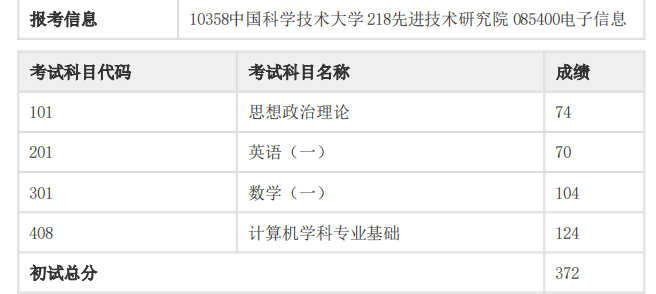 报考信息 10358中国科学技术大学 218先进技术研究院 085400电子信息
考试科目代码 考试科目名称 成绩
101 思想政治理论 74
201 英语（一） 70
301 数学（一） 104
408 计算机学科专业基础 124
初试总分 372